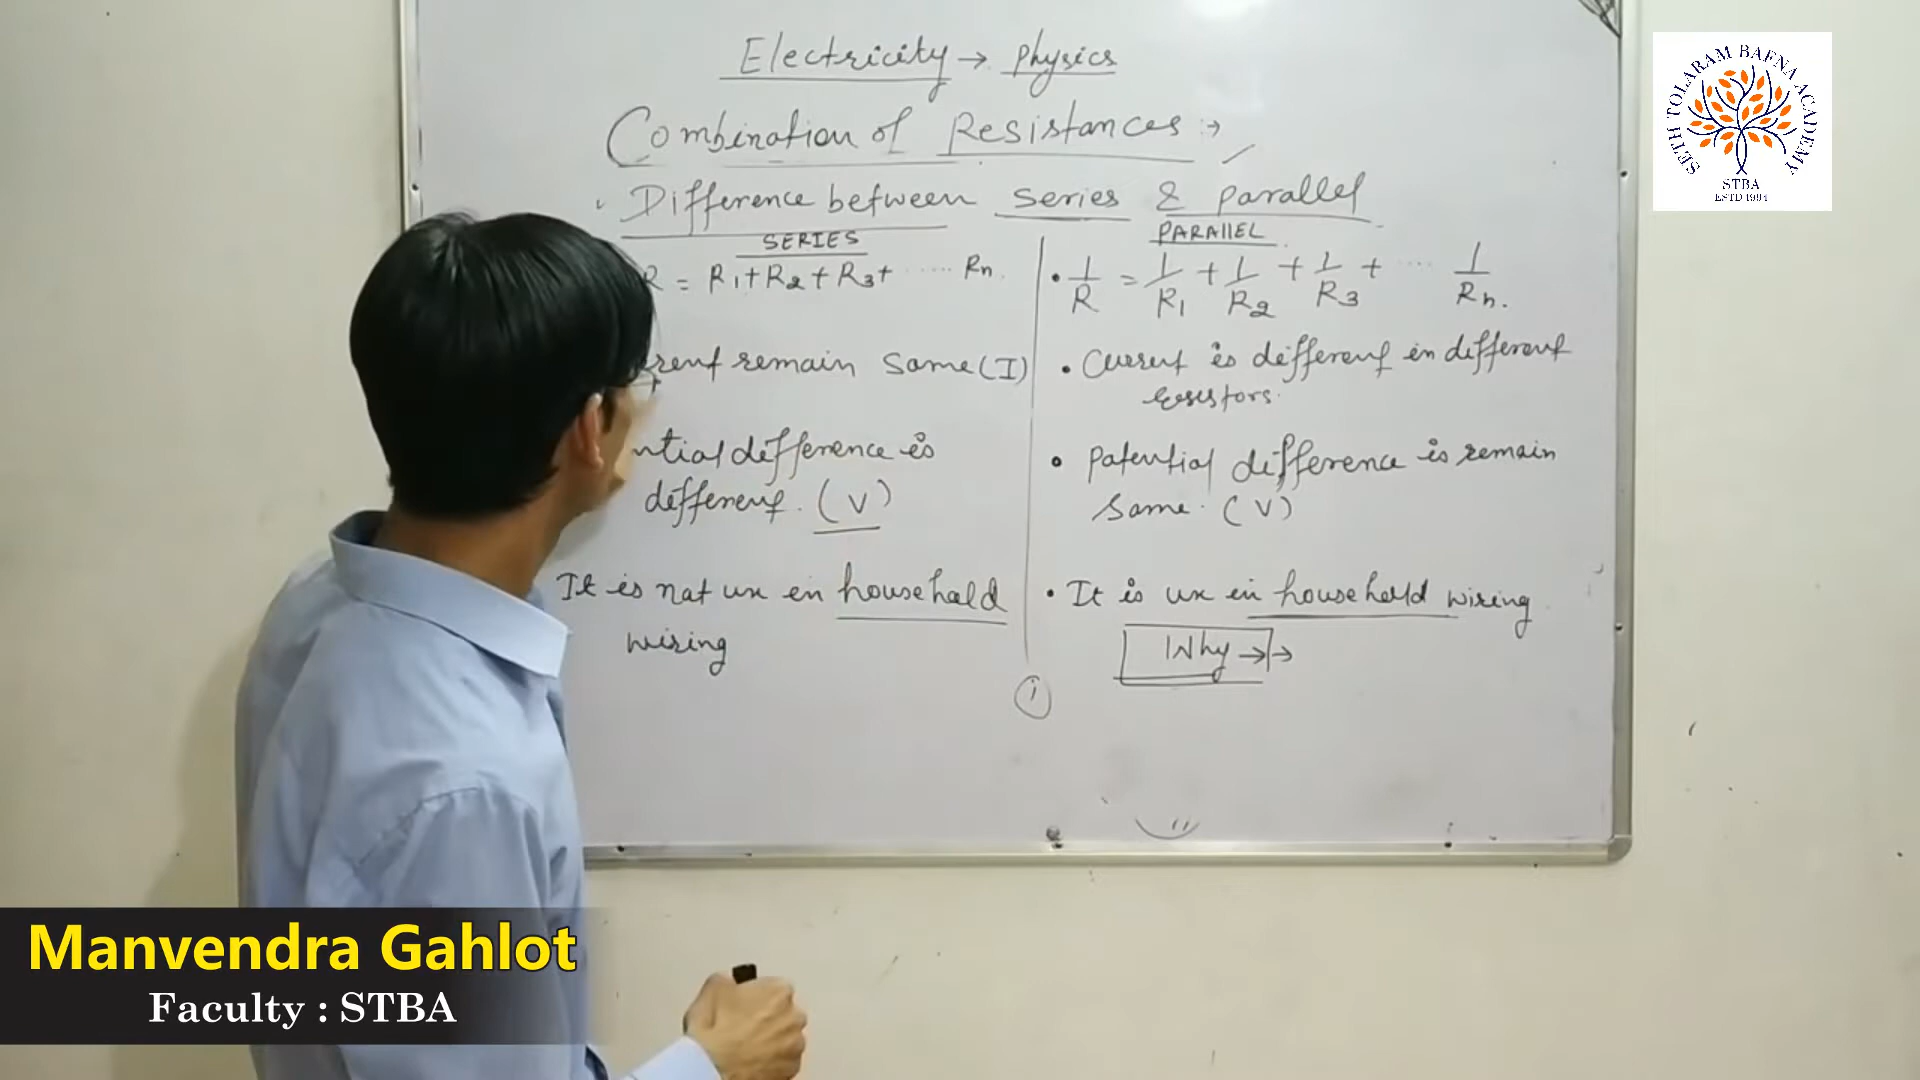 Electricity → Physics
Combination of Resistances :→
Difference between series & parallel
SERIES
R = R1+R2+R3+ ...... Rn.
rent remain same (I)
ntial difference is
different. (V)
It is not use in household
wiring
PARAllEL
• 1/R = 1/R1 + 1/R2 + 1/R3 + .... 1/Rn.
• Current is different in different
resistors.
• Potential difference is remain
same. (V)
• It is use in household wiring
Why →→
i
SETH TOLARAM BAFNA ACADEMY
STBA
ESTD 1994
Manvendra Gahlot
Faculty : STBA